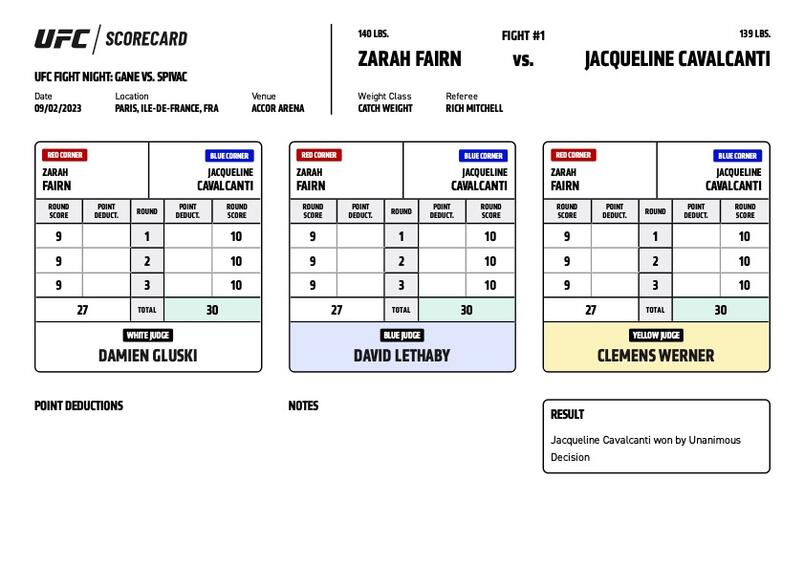 UFC / SCORECARD
UFC FIGHT NIGHT: GANE VS. SPIVAC
Date Location Venue
09/02/2023 PARIS, ILE-DE-FRANCE, FRA ACCOR ARENA
140 LBS. FIGHT #1 139 LBS.
ZARAH FAIRN vs. JACQUELINE CAVALCANTI
Weight Class Referee
CATCH WEIGHT RICH MITCHELL
RED CORNER BLUE CORNER
ZARAH JACQUELINE
FAIRN CAVALCANTI
ROUND SCORE POINT DEDUCT. ROUND POINT DEDUCT. ROUND SCORE
9 1 10
9 2 10
9 3 10
27 TOTAL 30
WHITE JUDGE
DAMIEN GLUSKI
RED CORNER BLUE CORNER
ZARAH JACQUELINE
FAIRN CAVALCANTI
ROUND SCORE POINT DEDUCT. ROUND POINT DEDUCT. ROUND SCORE
9 1 10
9 2 10
9 3 10
27 TOTAL 30
BLUE JUDGE
DAVID LETHABY
RED CORNER BLUE CORNER
ZARAH JACQUELINE
FAIRN CAVALCANTI
ROUND SCORE POINT DEDUCT. ROUND POINT DEDUCT. ROUND SCORE
9 1 10
9 2 10
9 3 10
27 TOTAL 30
YELLOW JUDGE
CLEMENS WERNER
POINT DEDUCTIONS
NOTES
RESULT
Jacqueline Cavalcanti won by Unanimous
Decision